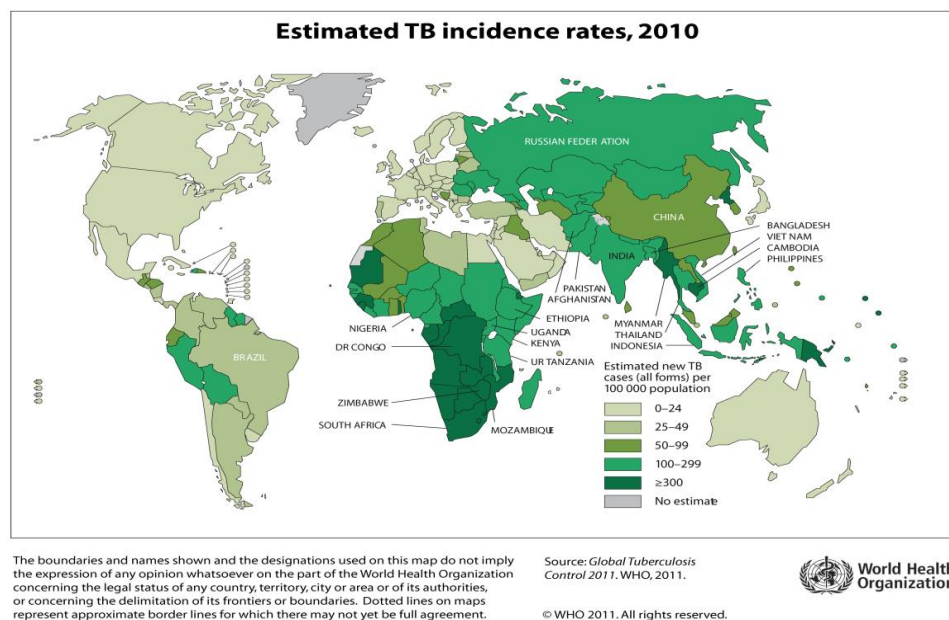 Estimated TB incidence rates, 2010
RUSSIAN FEDER ATION
CHINA
BANGLADESH
VIET NAM
CAMBODIA
PHILIPPINES
INDIA
PAKISTAN
AFGHANISTAN
ETHIOPIA
NIGERIA
UGANDA
KENYA
DR CONGO
UR TANZANIA
MYANMAR
THAILAND
INDONESIA
BRAZIL
ZIMBABWE
SOUTH AFRICA
MOZAMBIQUE
Estimated new TB
cases (all forms) per
100 000 population
0–24
25–49
50–99
100–299
≥300
No estimate
The boundaries and names shown and the designations used on this map do not imply
the expression of any opinion whatsoever on the part of the World Health Organization
concerning the legal status of any country, territory, city or area or of its authorities,
or concerning the delimitation of its frontiers or boundaries. Dotted lines on maps
represent approximate border lines for which there may not yet be full agreement.
Source: Global Tuberculosis
Control 2011. WHO, 2011.
© WHO 2011. All rights reserved.
World Health
Organization